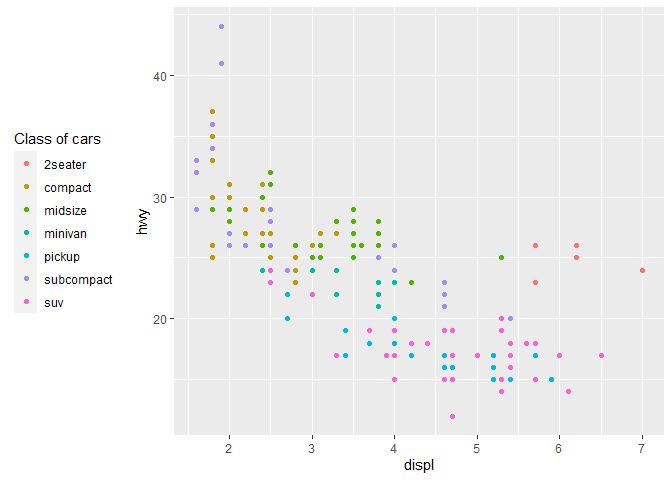 Class of cars
2seater
compact
midsize
minivan
pickup
subcompact
suv
hwy
40
30
20
2 3 4 5 6 7
displ